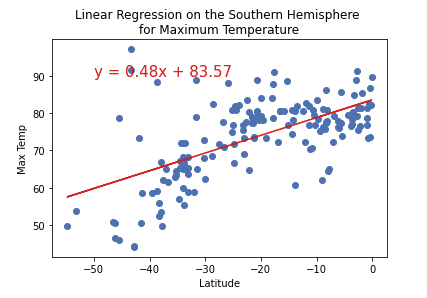 Linear Regression on the Southern Hemisphere
for Maximum Temperature
y = 0.48x + 83.57
Max Temp
90
80
70
60
50
−50
−40
−30
−20
−10
0
Latitude